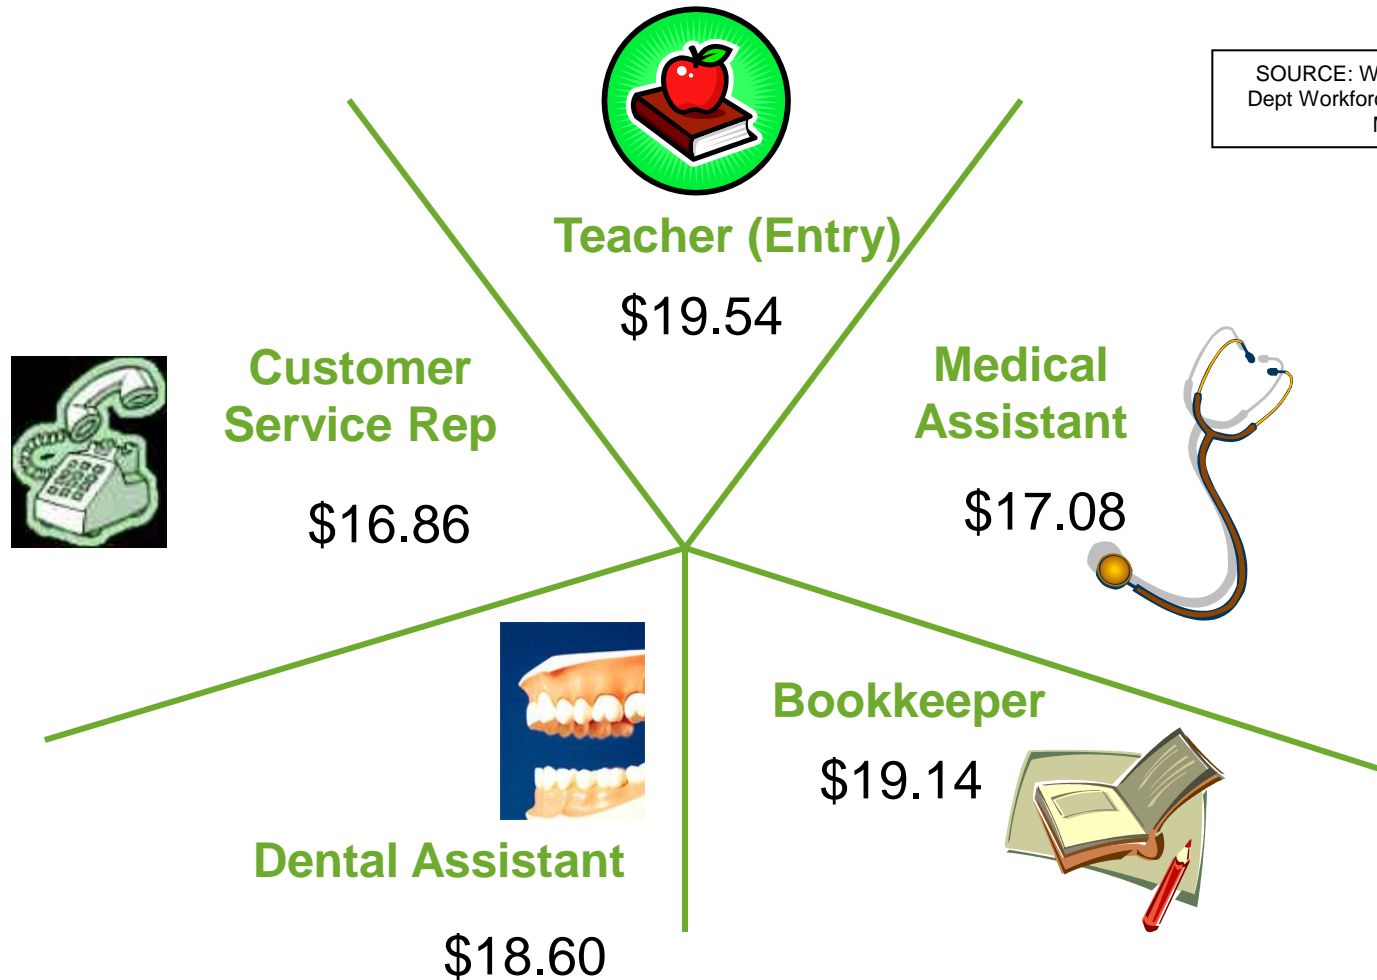 SOURCE:
Dept
Teacher (Entry)
$19.54
Customer
Service Rep
$16.86
Medical
Assistant
$17.08
Bookkeeper
$19.14
Dental Assistant
$18.60